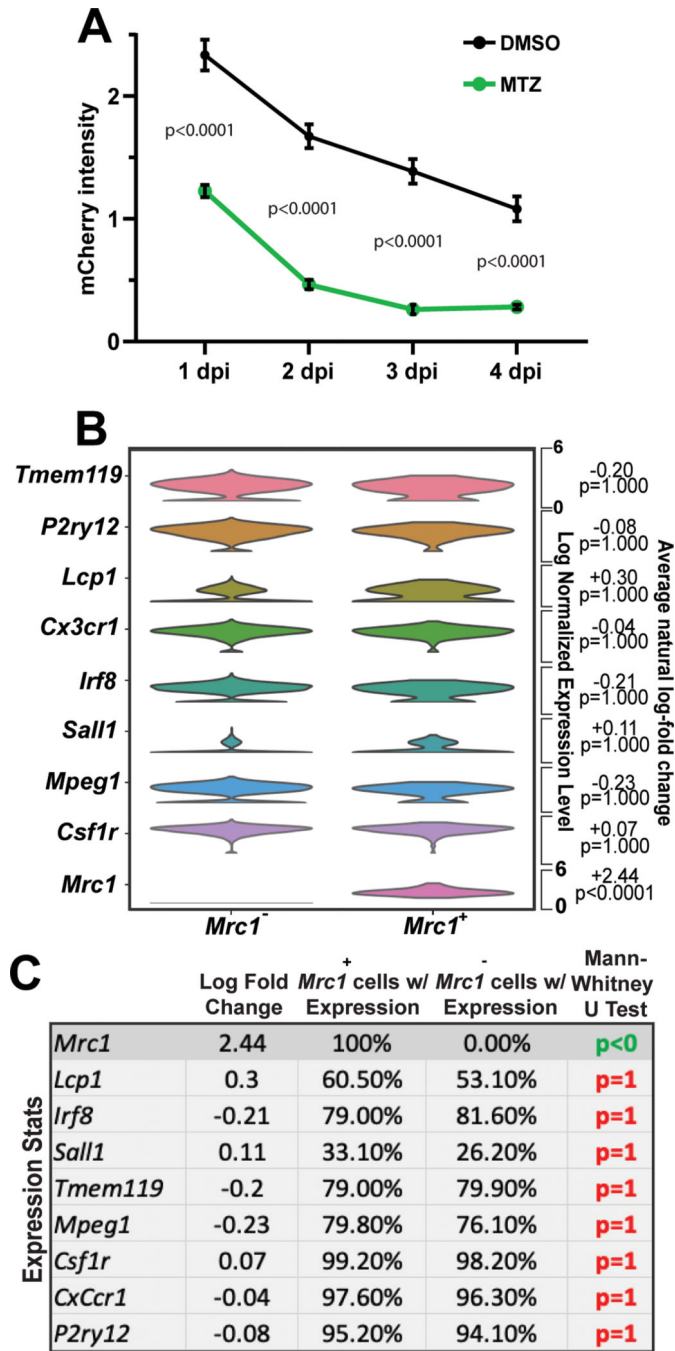 A
DMSO
MTZ
mCherry intensity
2
1
0
p<0.0001
p<0.0001
p<0.0001
p<0.0001
1 dpi 2 dpi 3 dpi 4 dpi
B
Tmem119
P2ry12
Lcp1
Cx3cr1
Irf8
Sall1
Mpeg1
Csf1r
Mrc1
Mrc1-
Mrc1+
6
0
6
0
Log Normalized Expression Level
-0.20
p=1.000
-0.08
p=1.000
+0.30
p=1.000
-0.04
p=1.000
-0.21
p=1.000
+0.11
p=1.000
-0.23
p=1.000
+0.07
p=1.000
+2.44
p<0.0001
Average natural log-fold change
C
Expression Stats
Log Fold Change
+ Mrc1 cells w/ Expression
- Mrc1 cells w/ Expression
Mann-Whitney U Test
Mrc1 2.44 100% 0.00% p<0
Lcp1 0.3 60.50% 53.10% p=1
Irf8 -0.21 79.00% 81.60% p=1
Sall1 0.11 33.10% 26.20% p=1
Tmem119 -0.2 79.00% 79.90% p=1
Mpeg1 -0.23 79.80% 76.10% p=1
Csf1r 0.07 99.20% 98.20% p=1
CxCcr1 -0.04 97.60% 96.30% p=1
P2ry12 -0.08 95.20% 94.10% p=1